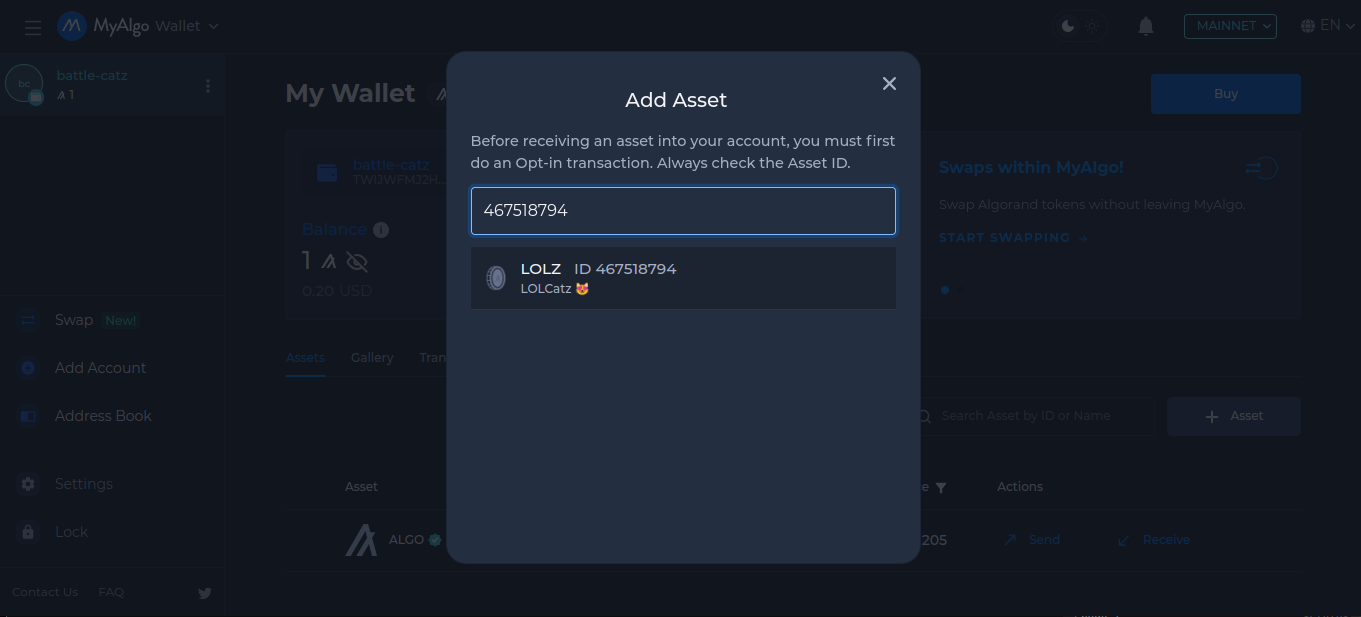 MyAlgo Wallet
MAINNET
EN
bc
battle-catz
1
My Wallet
Buy
Add Asset
Before receiving an asset into your account, you must first
do an Opt-in transaction. Always check the Asset ID.
467518794
LOLZ ID 467518794
LOLCatz 😻
battle-catz
TWIJWFMJ2H...
Balance
1
0.20 USD
Swaps within MyAlgo!
Swap Algorand tokens without leaving MyAlgo.
START SWAPPING →
Swap New!
Add Account
Address Book
Settings
Lock
Contact Us FAQ
Assets Gallery Tran
Search Asset by ID or Name
+ Asset
Asset
Actions
ALGO
205
Send
Receive